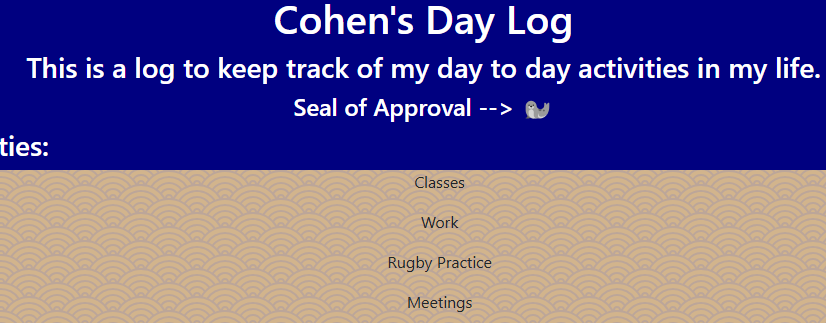 Cohen's Day Log
This is a log to keep track of my day to day activities in my life.
Seal of Approval --> 🦭
ties:
Classes
Work
Rugby Practice
Meetings